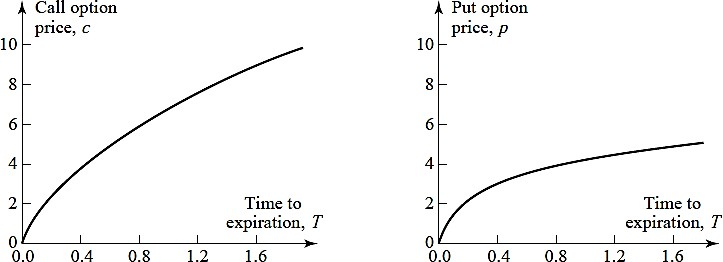 Call option
price, c
10
8
6
4
2
0
0.0 0.4 0.8 1.2 1.6
Time to
expiration, T
Put option
price, p
10
8
6
4
2
0
0.0 0.4 0.8 1.2 1.6
Time to
expiration, T